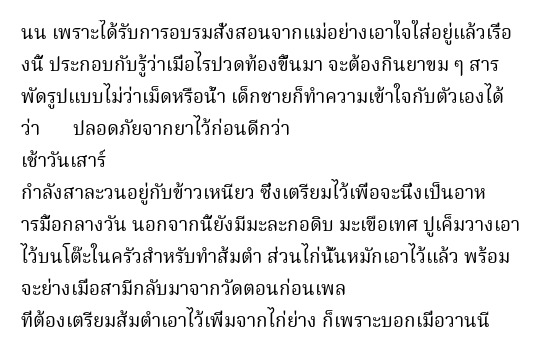 นน เพราะได้รับการอบรมสั่งสอนจากแม่อย่างเอาใจใส่อยู่แล้วเรื่อ
งนี้ ประกอบกับรู้ว่าเมื่อไรปวดท้องขึ้นมา จะต้องกินยาขม ๆ สาร
พัดรูปแบบไม่ว่าเม็ดหรือน้ำ เด็กชายก็ทำความเข้าใจกับตัวเองได้
ว่า ปลอดภัยจากยาไว้ก่อนดีกว่า
เช้าวันเสาร์
กำลังสาละวนอยู่กับข้าวเหนียว ซึ่งเตรียมไว้เพื่อจะนึ่งเป็นอาห
ารมื้อกลางวัน นอกจากนี้ยังมีมะละกอดิบ มะเขือเทศ ปูเค็มวางเอา
ไว้บนโต๊ะในครัวสำหรับทำส้มตำ ส่วนไก่นั้นหมักเอาไว้แล้ว พร้อม
จะย่างเมื่อสามีกลับมาจากวัดตอนก่อนเพล
ที่ต้องเตรียมส้มตำเอาไว้เพิ่มจากไก่ย่าง ก็เพราะบอกเมื่อวานนี้